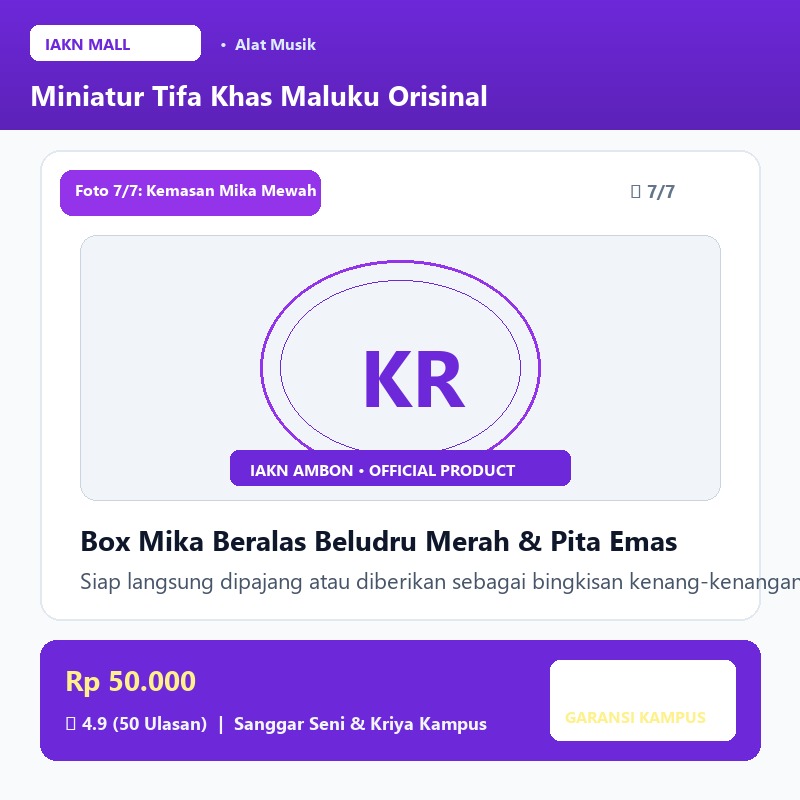 IAKN MALL
• Alat Musik
Miniatur Tifa Khas Maluku Orisinal
Foto 7/7: Kemasan Mika Mewah
7/7
KR
IAKN AMBON • OFFICIAL PRODUCT
Box Mika Beralas Beludru Merah & Pita Emas
Siap langsung dipajang atau diberikan sebagai bingkisan kenang-kenangan
Rp 50.000
4.9 (50 Ulasan) | Sanggar Seni & Kriya Kampus
GARANSI KAMPUS